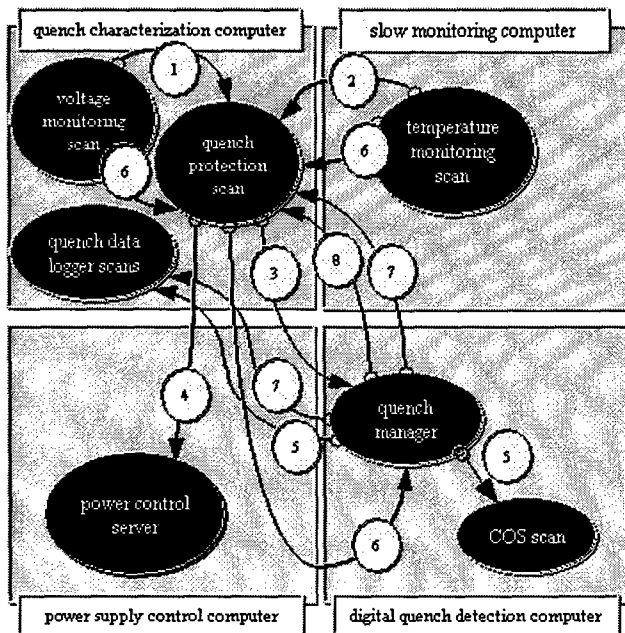 quench characterization computer
slow monitoring computer
1
voltage
monitoring
scan
2
quench
protection
scan
temperature
monitoring
scan
6
6
quench data
logger scans
3
8
7
4
7
5
quench
manager
5
power control
server
6
COS scan
power supply control computer
digital quench detection computer